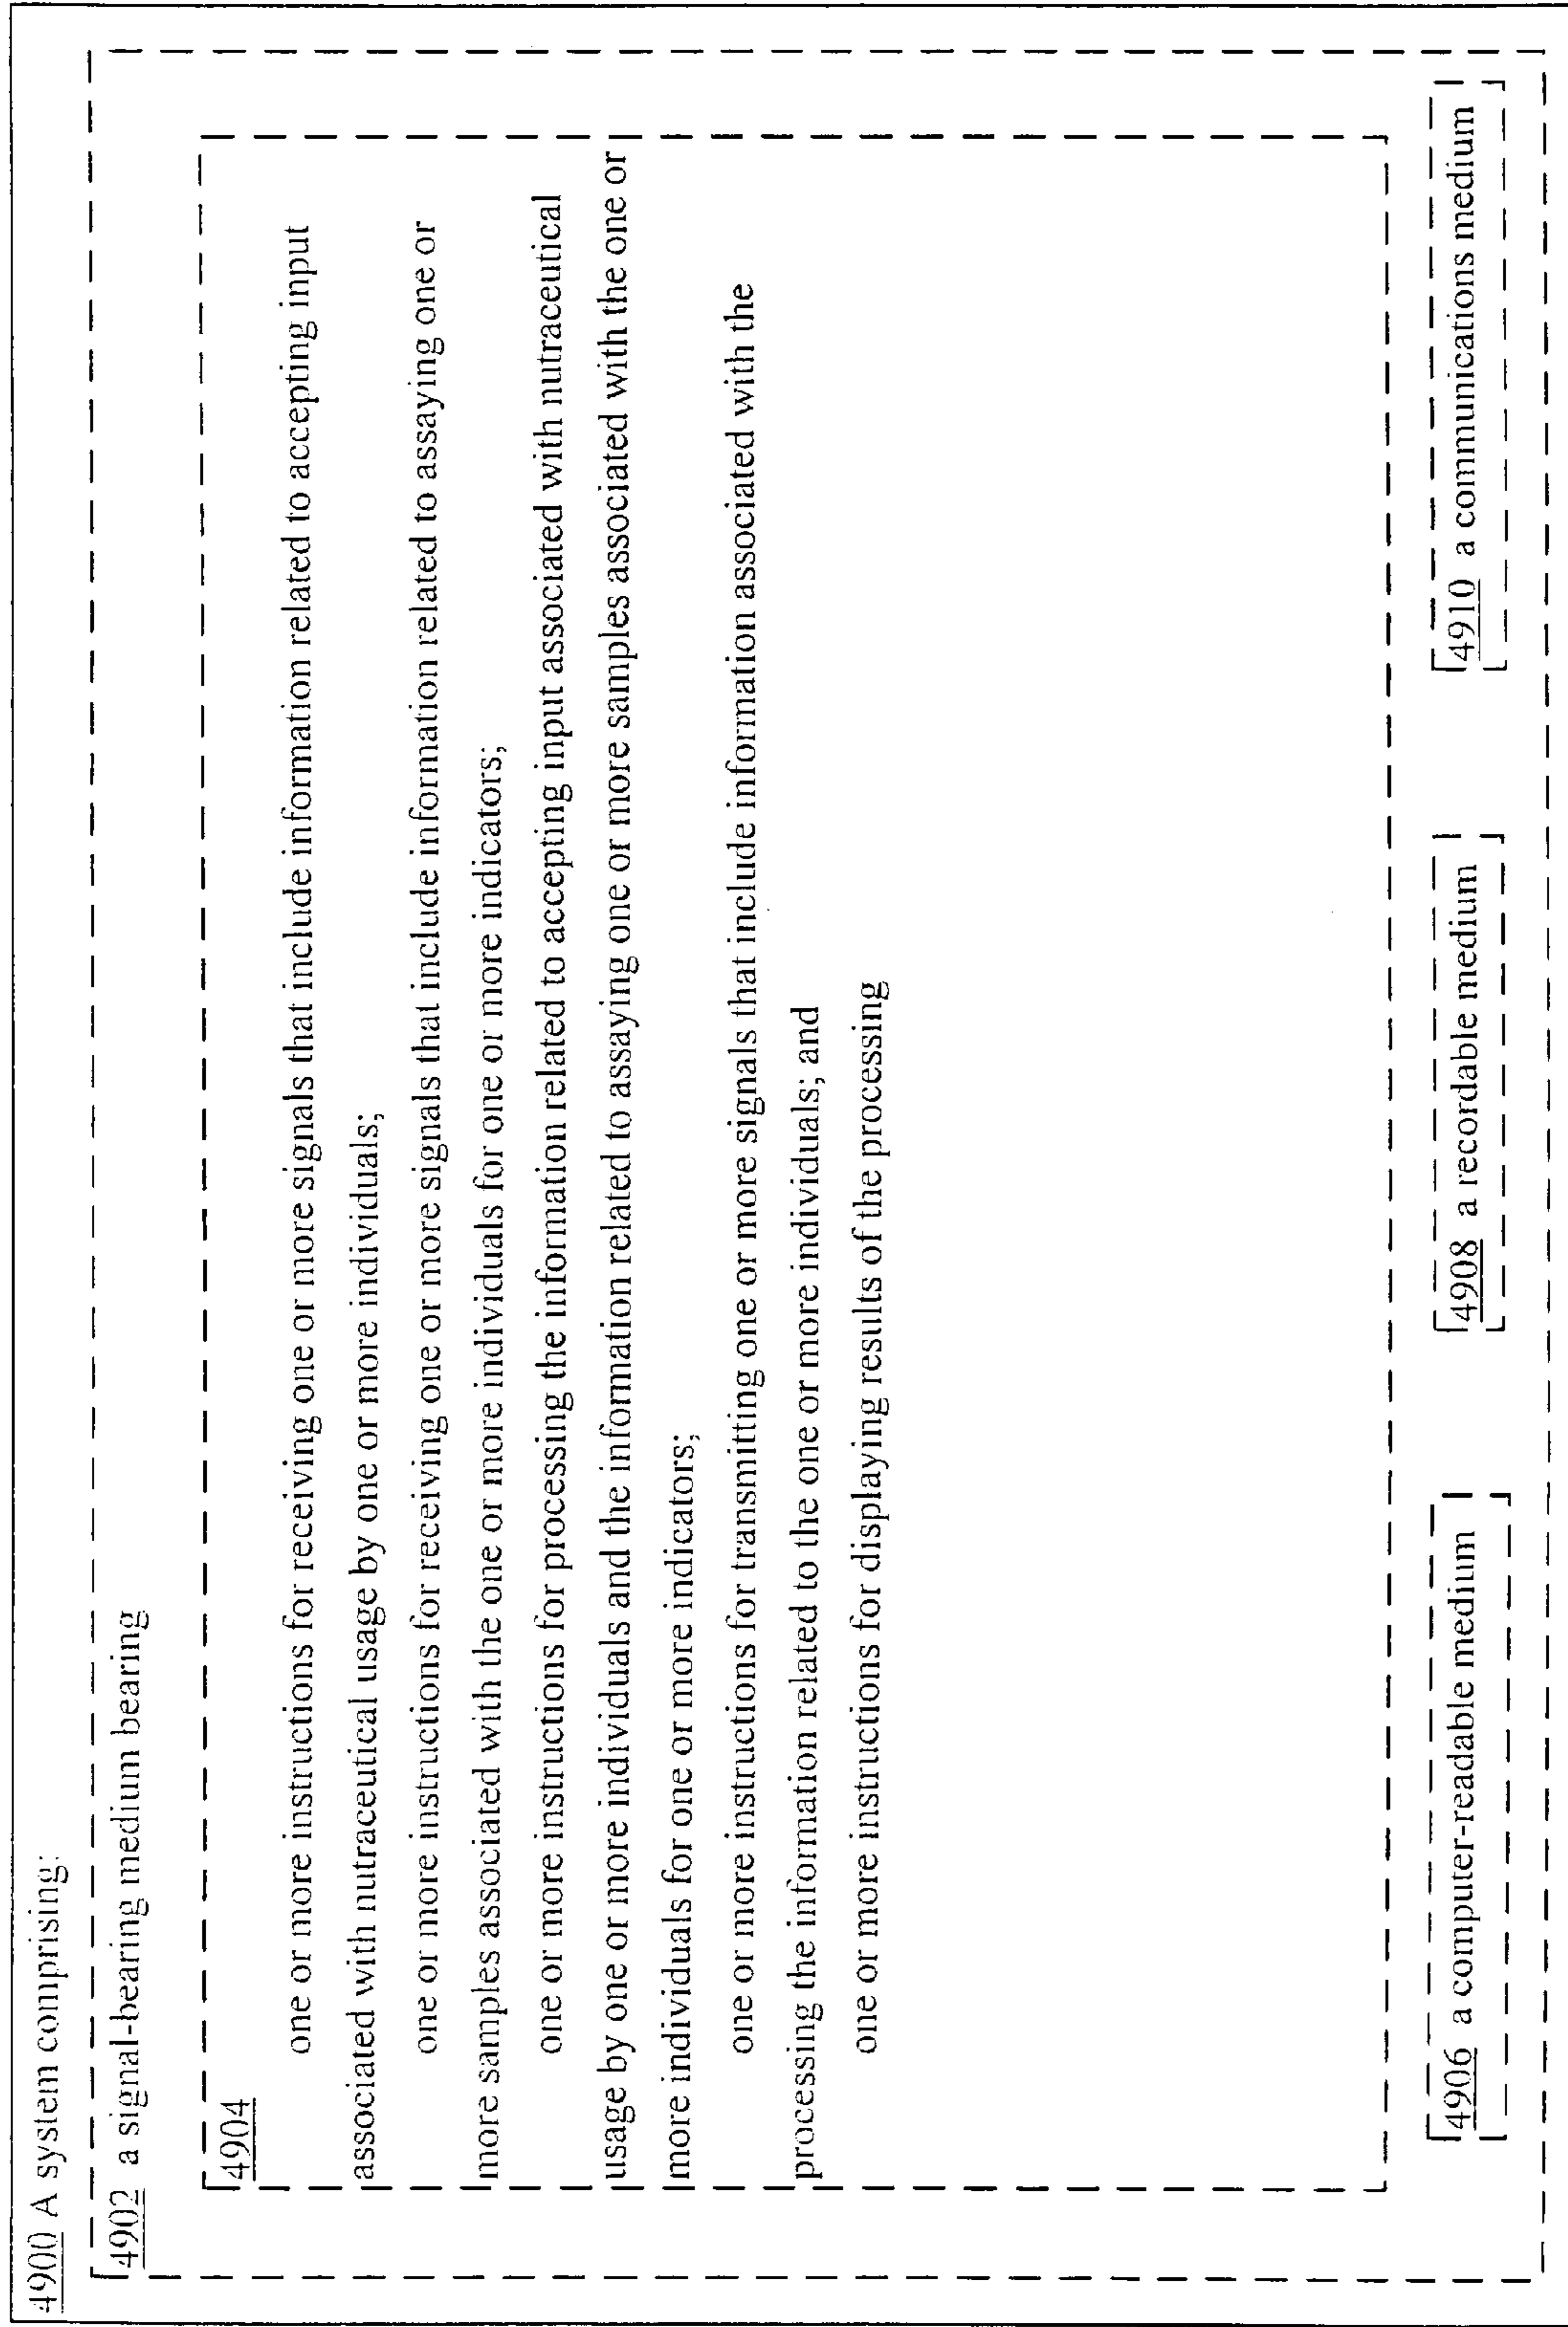 4900 A system comprising:
4902 a signal-bearing medium bearing
4904
one or more instructions for receiving one or more signals that include information related to accepting input
associated with nutraceutical usage by one or more individuals;
one or more instructions for receiving one or more signals that include information related to assaying one or
more samples associated with the one or more individuals for one or more indicators;
one or more instructions for processing the information related to accepting input associated with nutraceutical
usage by one or more individuals and the information related to assaying one or more samples associated with the one or
more individuals for one or more indicators;
one or more instructions for transmitting one or more signals that include information associated with the
processing the information related to the one or more individuals; and
one or more instructions for displaying results of the processing
4906 a computer-readable medium
4908 a recordable medium
4910 a communications medium